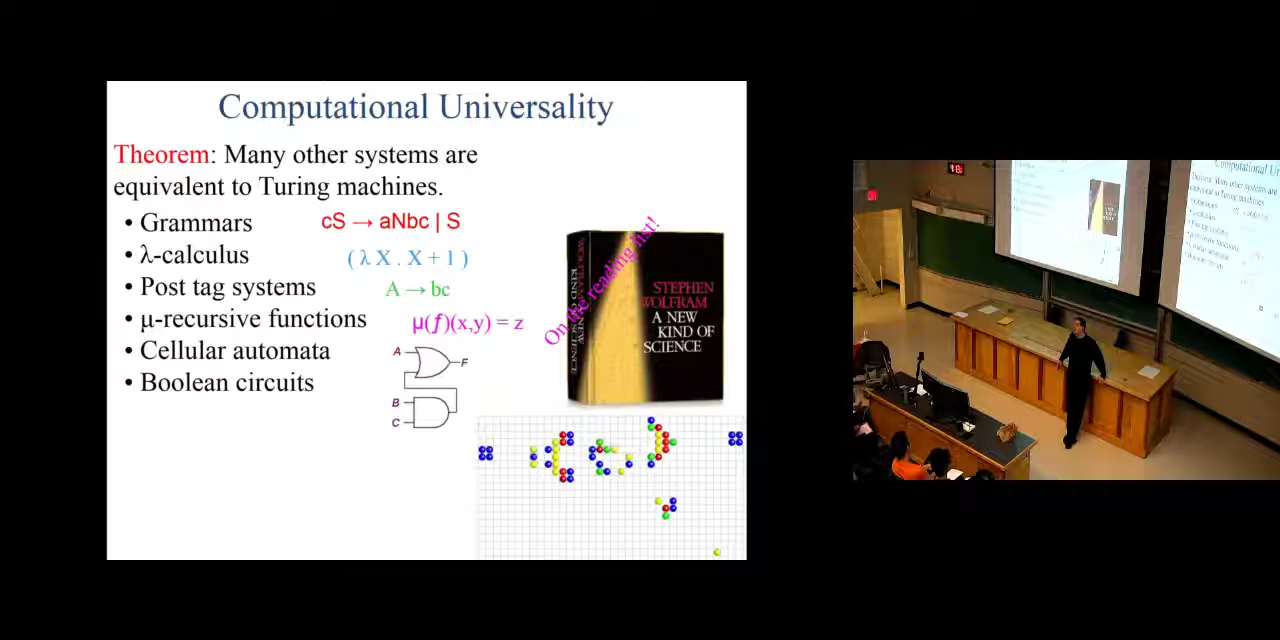 Computational Universality
Theorem: Many other systems are
equivalent to Turing machines.
• Grammars cS → aNbc | S
• λ-calculus ( λ X . X + 1 )
• Post tag systems A → bc
• μ-recursive functions μ(ƒ)(x,y) = z
• Cellular automata
• Boolean circuits
A
F
B
C
On the reading list!
STEPHEN
WOLFRAM
A NEW
KIND OF
SCIENCE